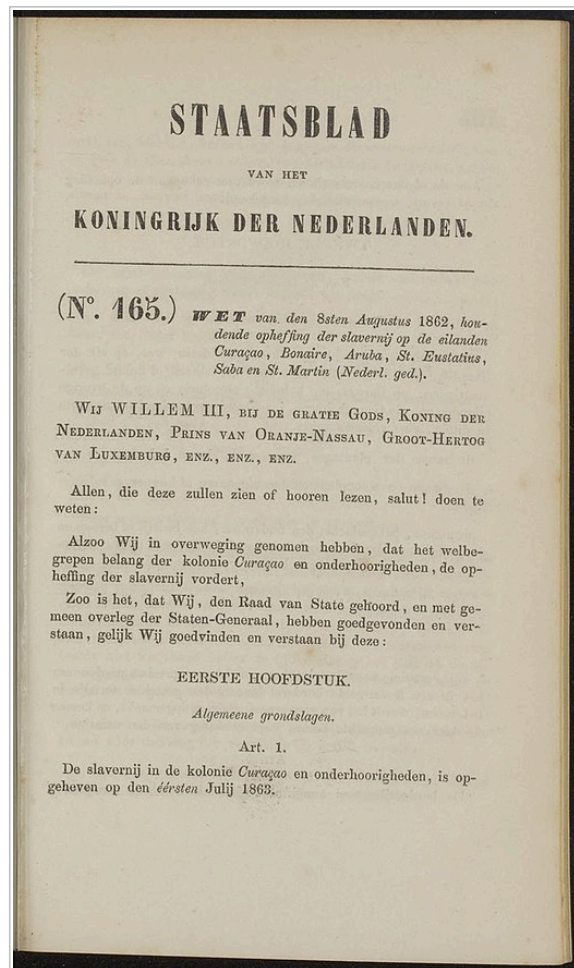 STAATSBLAD
VAN HET
KONINGRIJK DER NEDERLANDEN.
(No. 165.) WET van den 8sten Augustus 1862, hou-
dende opheffing der slavernij op de eilanden
Curaçao, Bonaire, Aruba, St. Eustatius,
Saba en St. Martin (Nederl. ged.).
WIJ WILLEM III, BIJ DE GRATIE GODS, KONING DER
NEDERLANDEN, PRINS VAN ORANJE-NASSAU, GROOT-HERTOG
VAN LUXEMBURG, ENZ., ENZ., ENZ.
Allen, die deze zullen zien of hooren lezen, salut! doen te
weten:
Alzoo Wij in overweging genomen hebben, dat het welbe-
grepen belang der kolonie Curaçao en onderhoorigheden, de op-
heffing der slavernij vordert,
Zoo is het, dat Wij, den Raad van State gehoord, en met ge-
meen overleg der Staten-Generaal, hebben goedgevonden en ver-
staan, gelijk Wij goedvinden en verstaan bij deze:
EERSTE HOOFDSTUK.
Algemeene grondslagen.
Art. 1.
De slavernij in de kolonie Curaçao en onderhoorigheden, is op-
geheven op den éérsten Julij 1863.